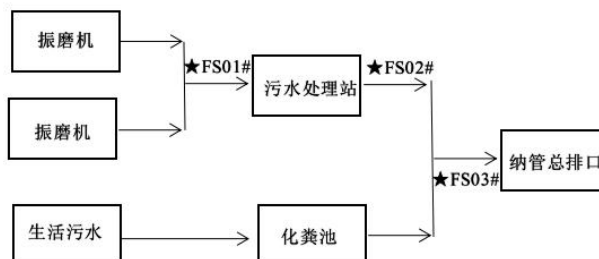 振磨机
★FS01#
★FS02#
污水处理站
振磨机
纳管总排口
★FS03#
生活污水
化粪池